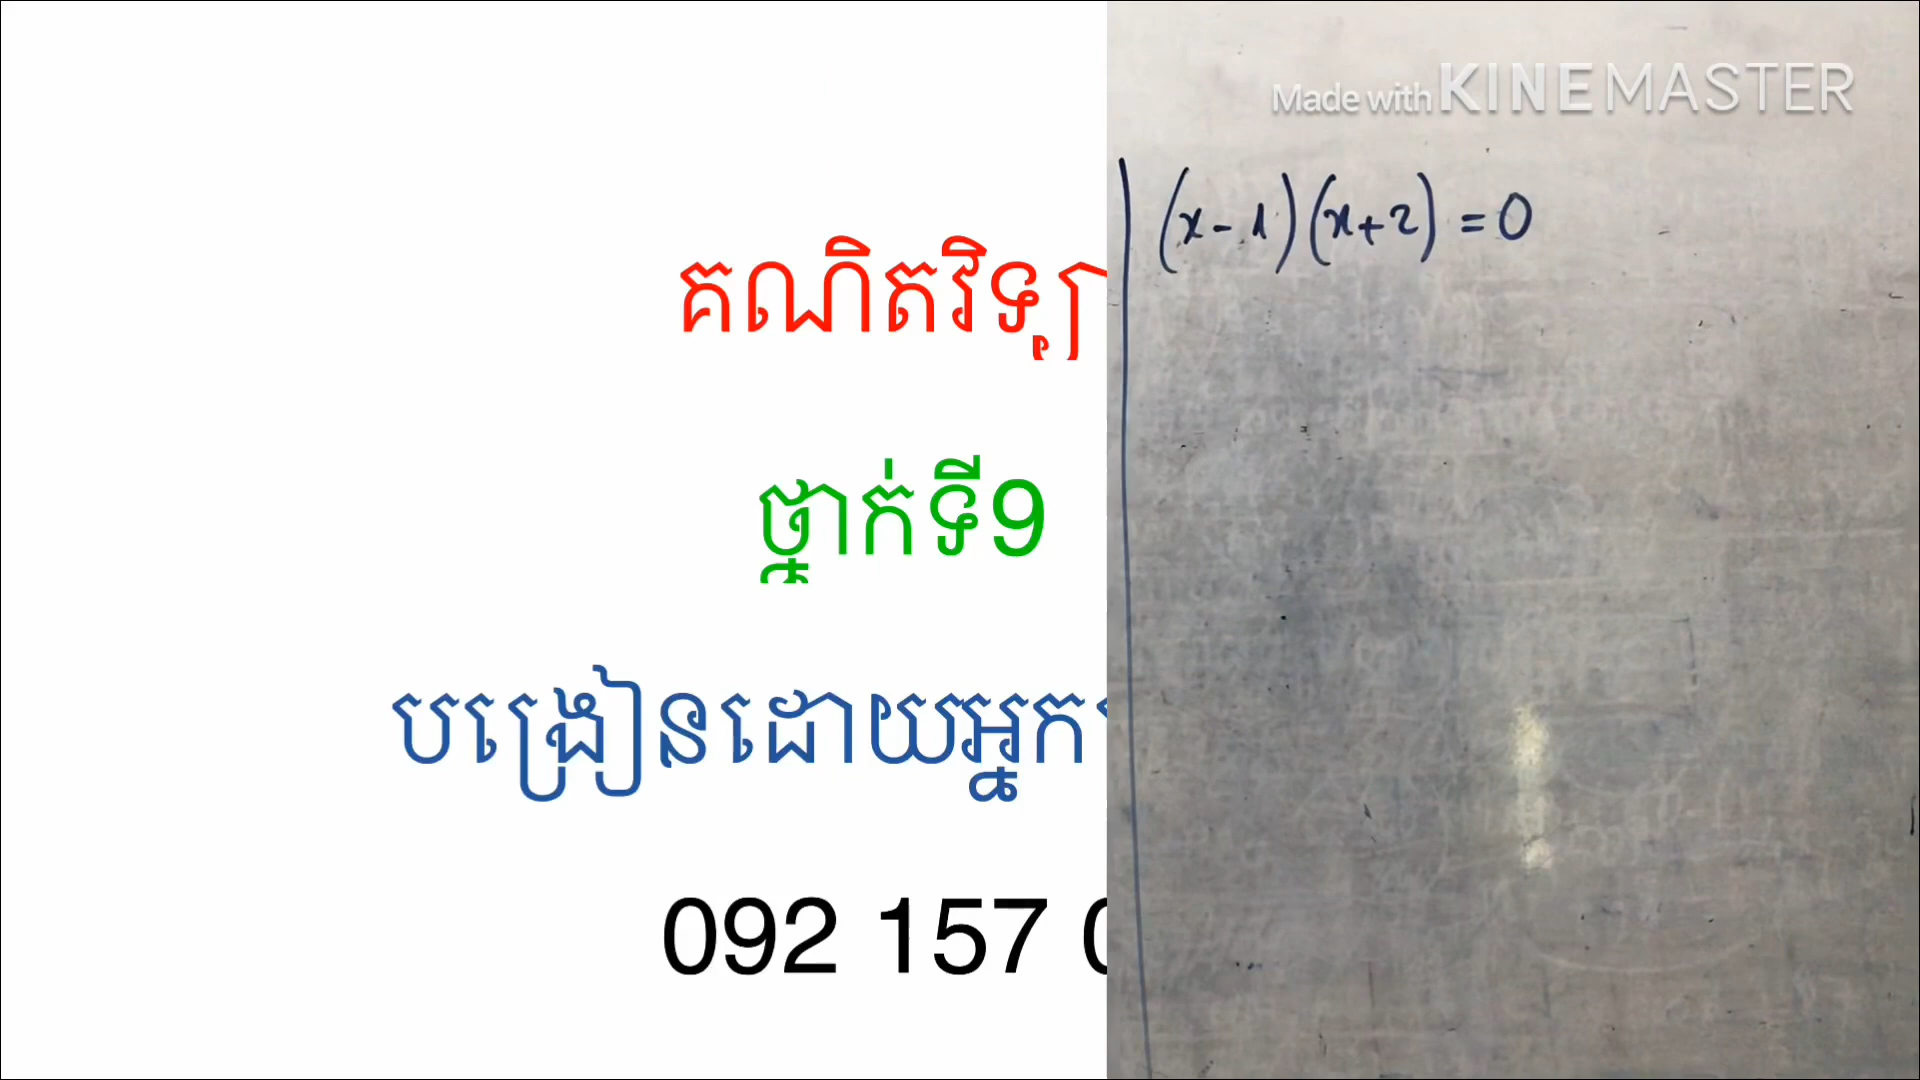 គណិតវិទ្យា
ថ្នាក់ទី9
បង្រៀនដោយអ្នក
092 157
Made with KINEMASTER
(x-1)(x+2) = 0